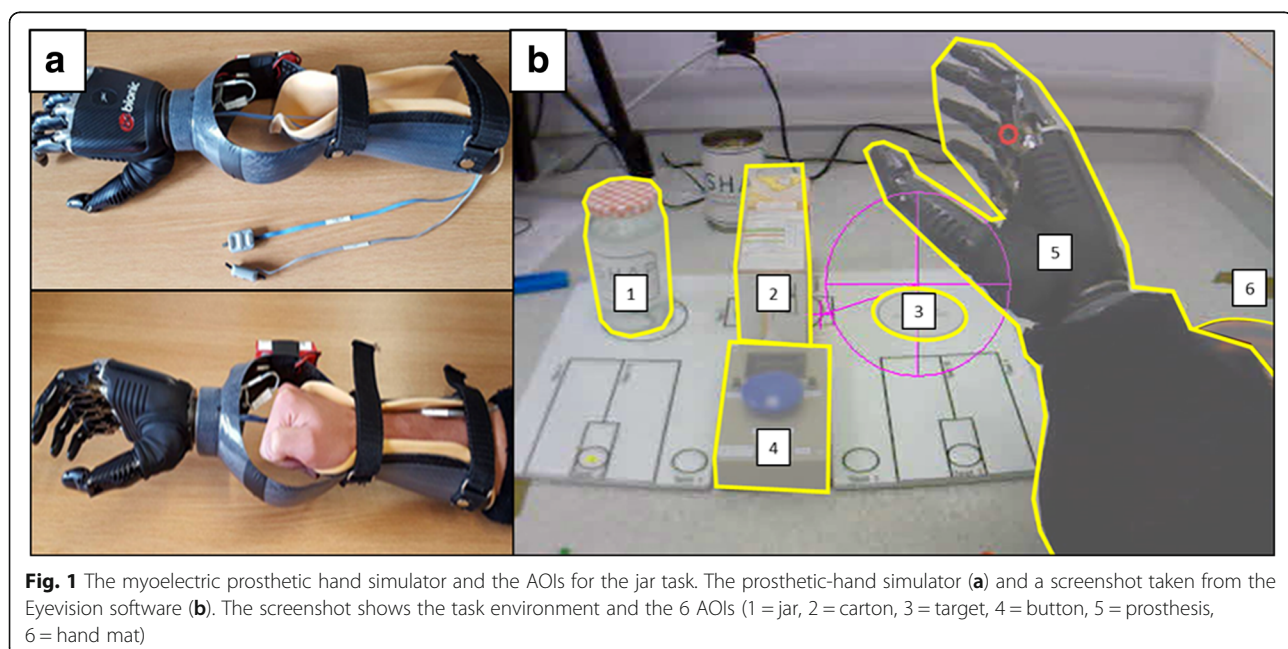 a
b
bionic
1
2
3
4
5
6
Fig. 1 The myoelectric prosthetic hand simulator and the AOIs for the jar task. The prosthetic-hand simulator (a) and a screenshot taken from the
Eyevision software (b). The screenshot shows the task environment and the 6 AOIs (1 = jar, 2 = carton, 3 = target, 4 = button, 5 = prosthesis,
6 = hand mat)